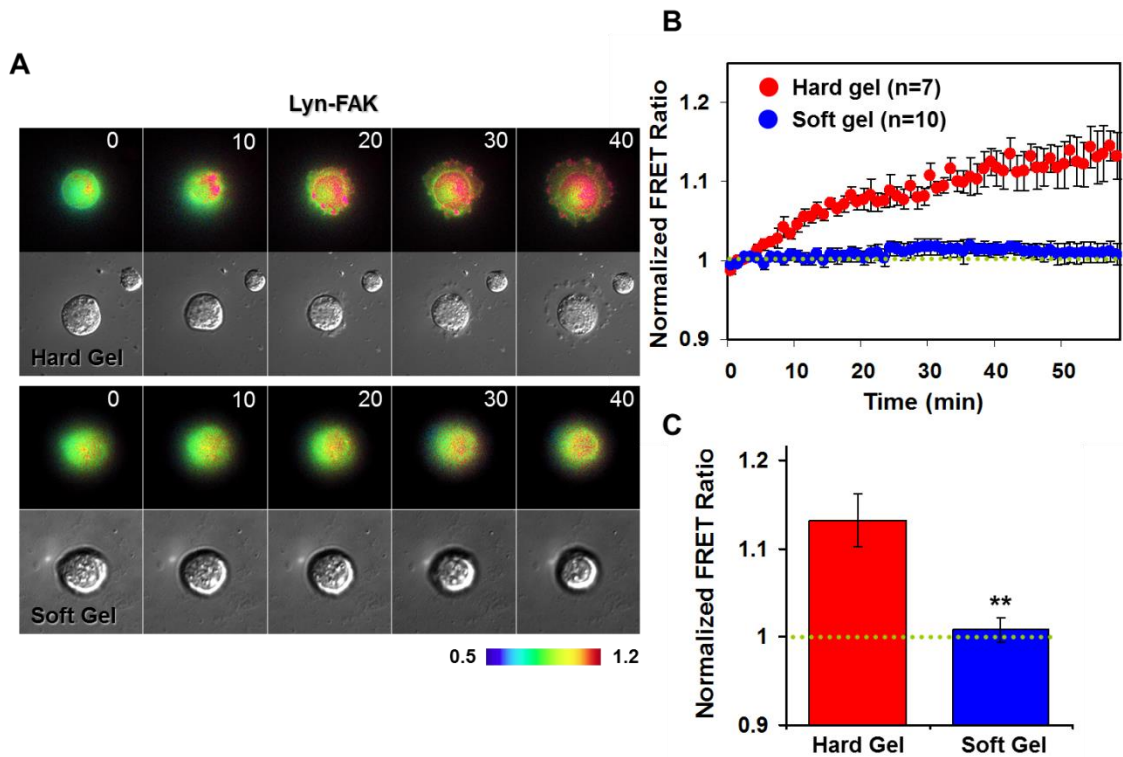 A
Lyn-FAK
0 10 20 30 40
Hard Gel
0 10 20 30 40
Soft Gel
0.5 1.2
B
Normalized FRET Ratio
1.2
1.1
1
0.9
Hard gel (n=7)
Soft gel (n=10)
0 10 20 30 40 50
Time (min)
C
Normalized FRET Ratio
1.2
1.1
1
0.9
**
Hard Gel Soft Gel